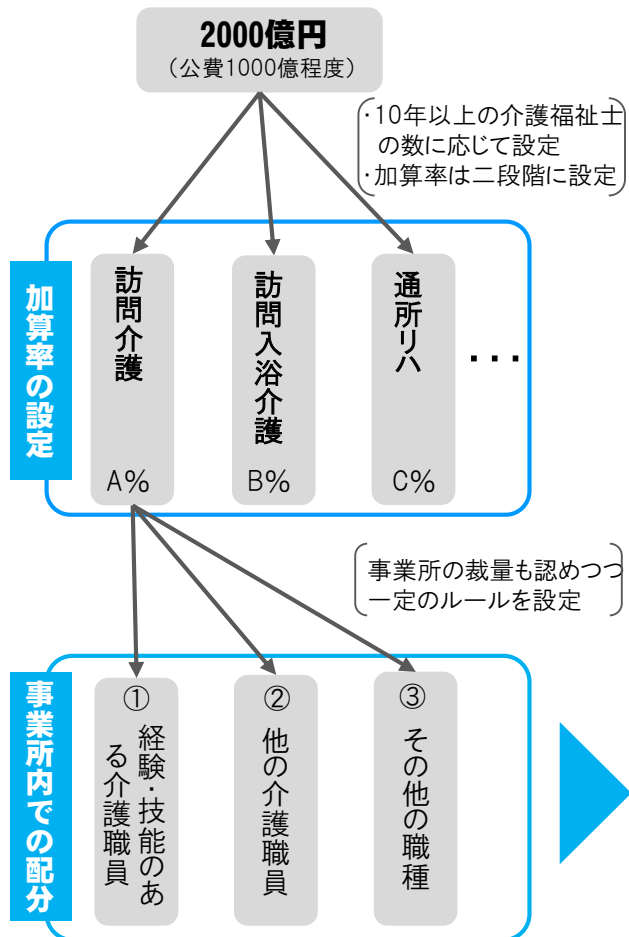 2000億円
（公費1000億程度）
・10年以上の介護福祉士
の数に応じて設定
・加算率は二段階に設定
加算率の設定
訪問介護
A%
訪問入浴介護
B%
通所リハ
C%
・・・
事業所の裁量も認めつつ
一定のルールを設定
事業所内での配分
①
経験・技能のあ
る介護職員
②
他の介護職員
③
その他の職種